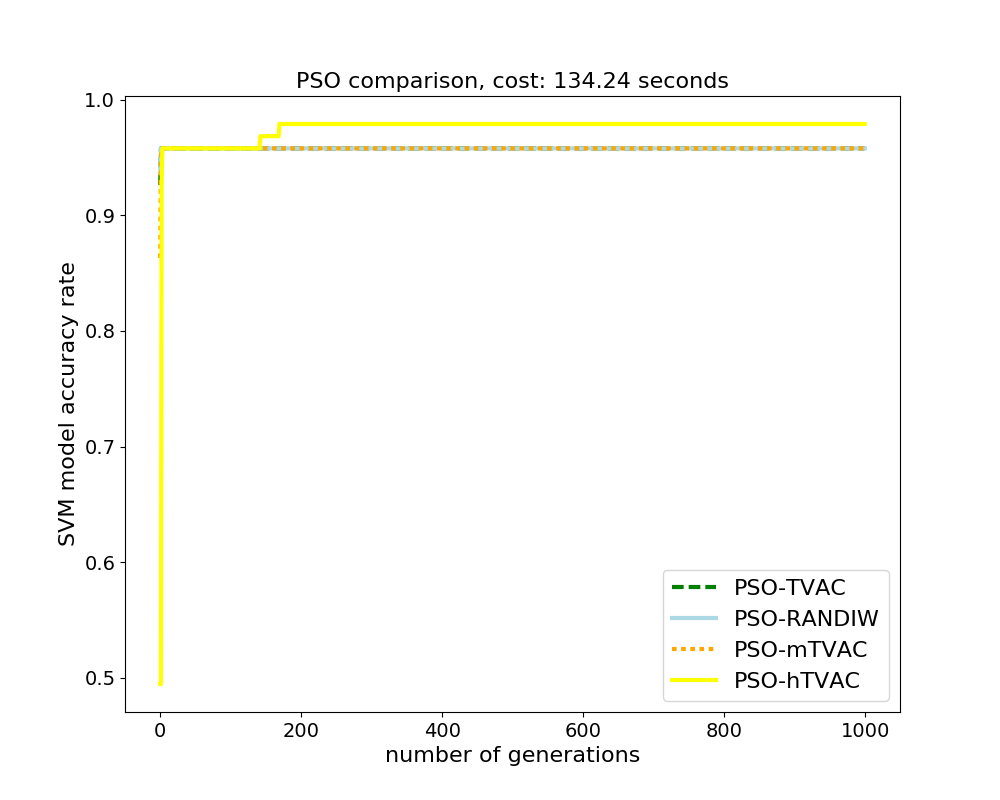 PSO comparison, cost: 134.24 seconds
1.0
0.9
0.8
0.7
0.6
0.5
SVM model accuracy rate
PSO-TVAC
PSO-RANDIW
PSO-mTVAC
PSO-hTVAC
0 200 400 600 800 1000
number of generations